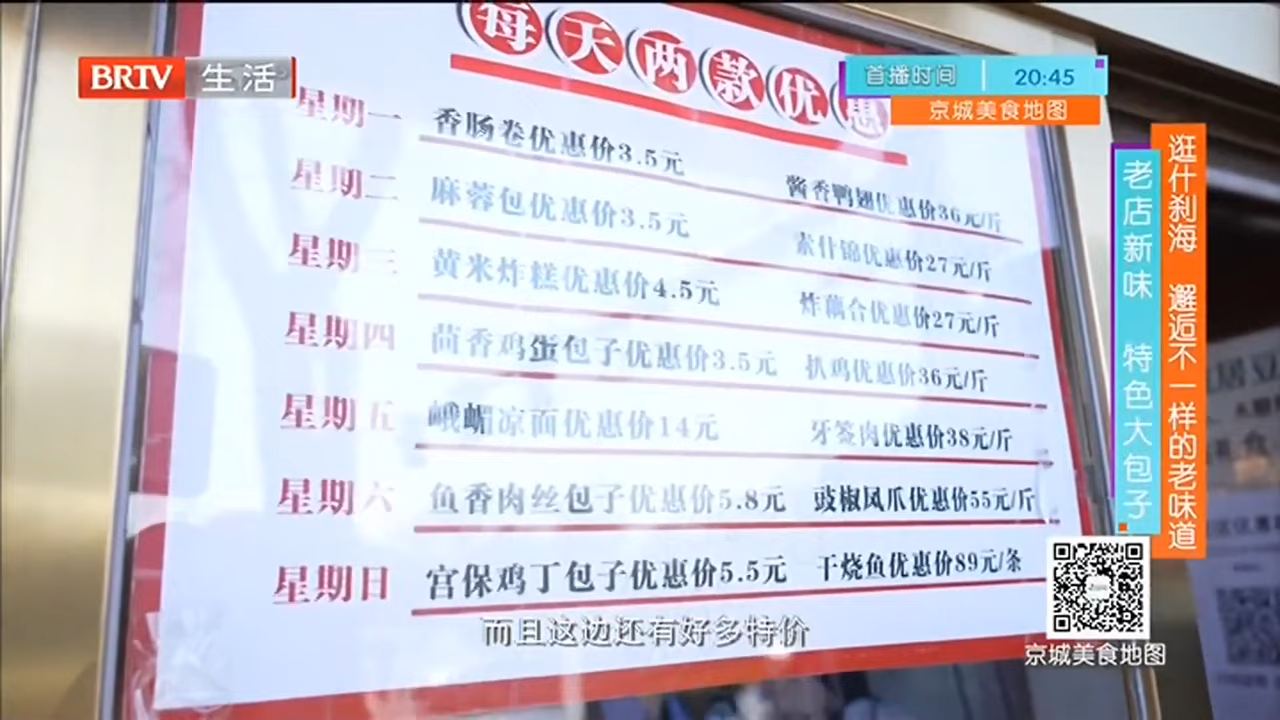 每天两款优惠
BRTV 生活
首播时间 20:45
京城美食地图
星期一 香肠卷优惠价3.5元 酱香鸭翅优惠价36元/斤
星期二 麻蓉包优惠价3.5元 素什锦优惠价27元/斤
星期三 黄米炸糕优惠价4.5元 炸藕合优惠价27元/斤
星期四 茴香鸡蛋包子优惠价3.5元 扒鸡优惠价36元/斤
星期五 峨嵋凉面优惠价14元 牙签肉优惠价38元/斤
星期六 鱼香肉丝包子优惠价5.8元 豉椒凤爪优惠价55元/斤
星期日 宫保鸡丁包子优惠价5.5元 干烧鱼优惠价89元/条
逛什刹海 邂逅不一样的老味道
老店新味 特色大包子
而且这边还有好多特价
京城美食地图